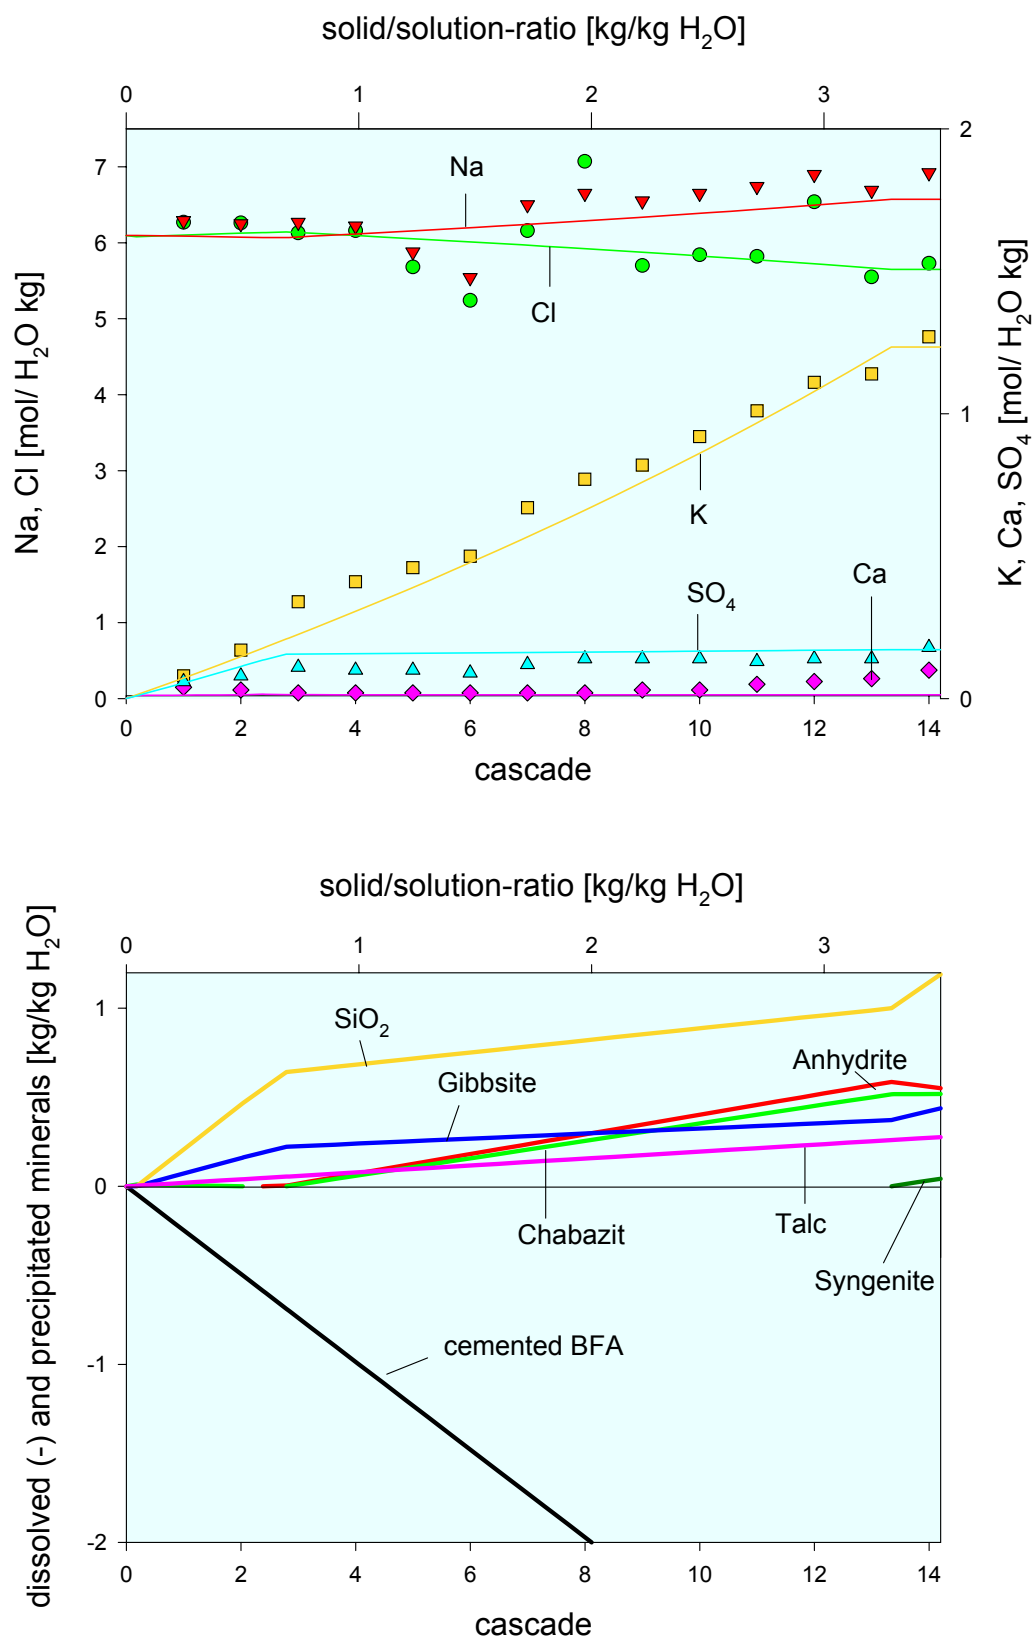 solid/solution-ratio [kg/kg H₂O]
0 1 2 3
7
6
5
4
3
2
1
0
Na, Cl [mol/ H₂O kg]
2
1
0
K, Ca, SO₄ [mol/ H₂O kg]
Na
Cl
K
Ca
SO₄
0 2 4 6 8 10 12 14
cascade
solid/solution-ratio [kg/kg H₂O]
0 1 2 3
dissolved (-) and precipitated minerals [kg/kg H₂O]
1
0
-1
-2
SiO₂
Gibbsite
Anhydrite
Chabazit
Talc
Syngenite
cemented BFA
0 2 4 6 8 10 12 14
cascade